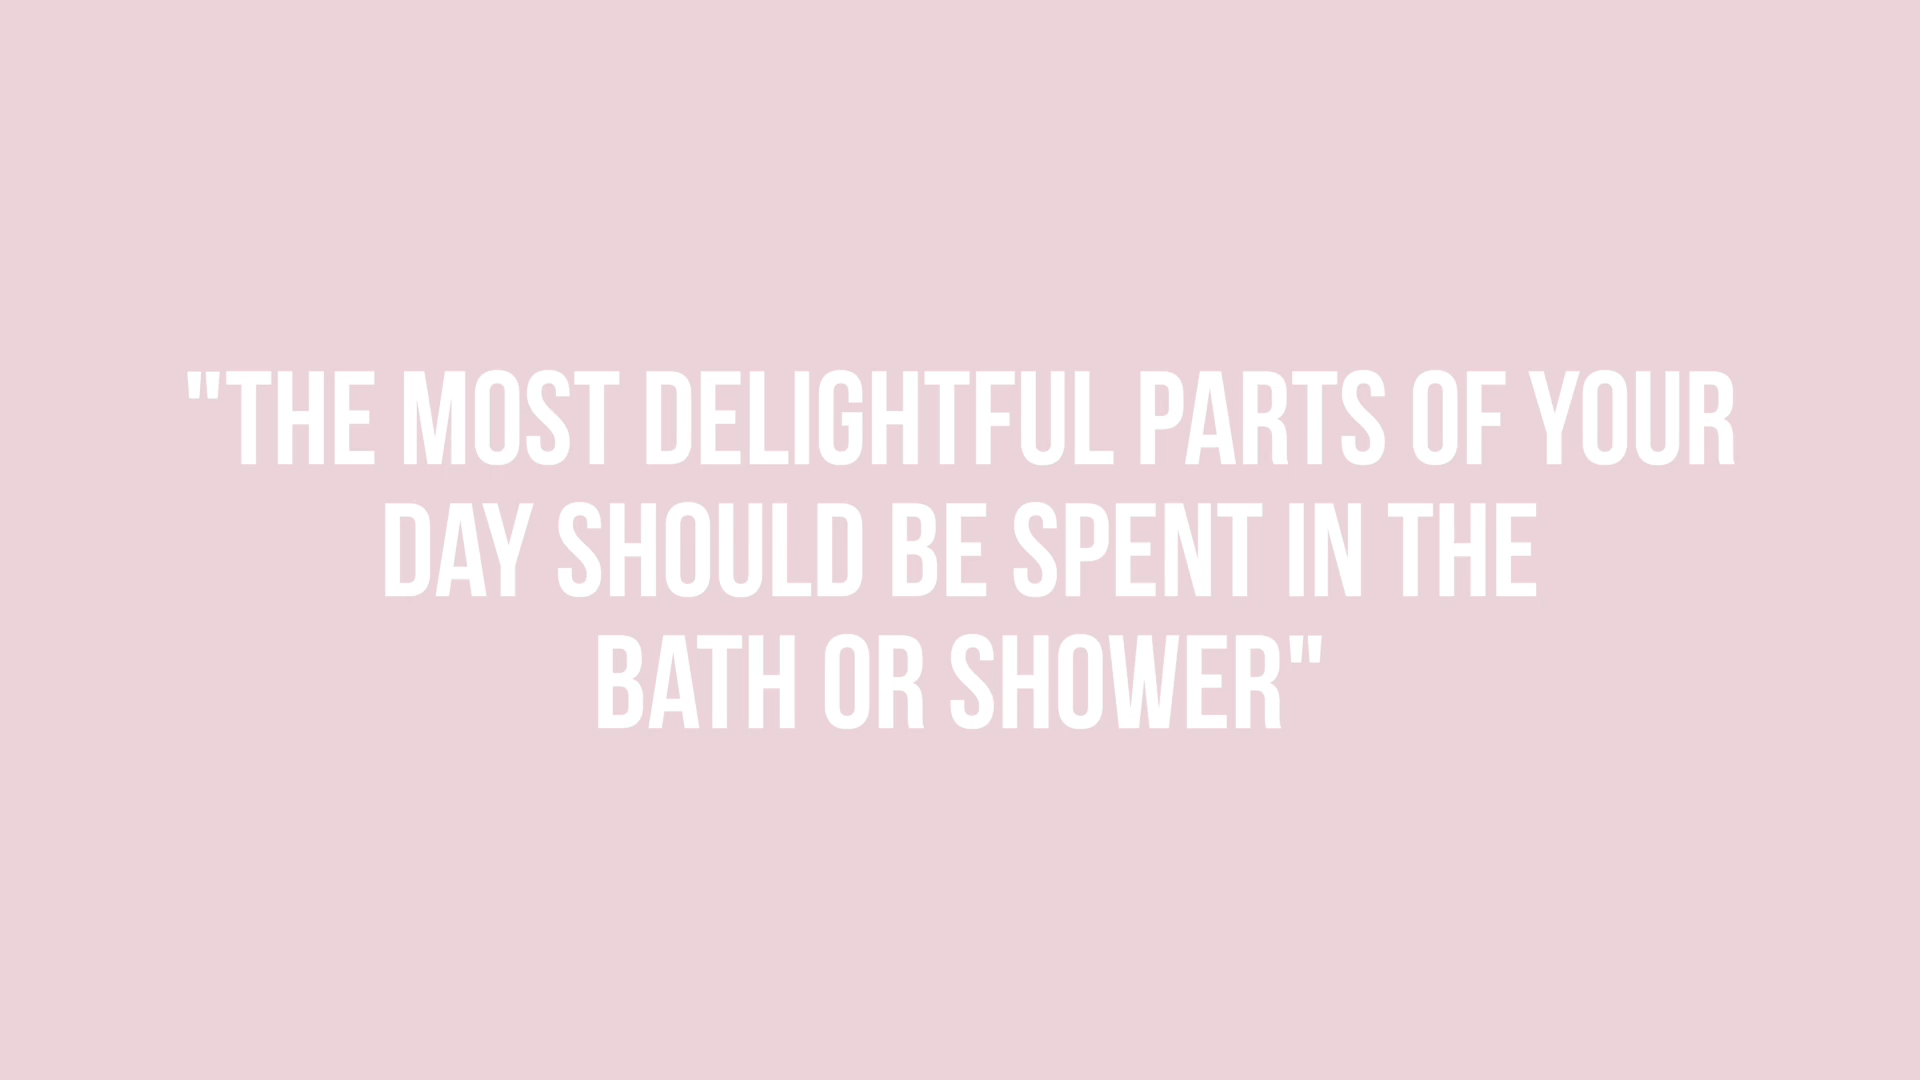 "THE MOST DELIGHTFUL PARTS OF YOUR
DAY SHOULD BE SPENT IN THE
BATH OR SHOWER"